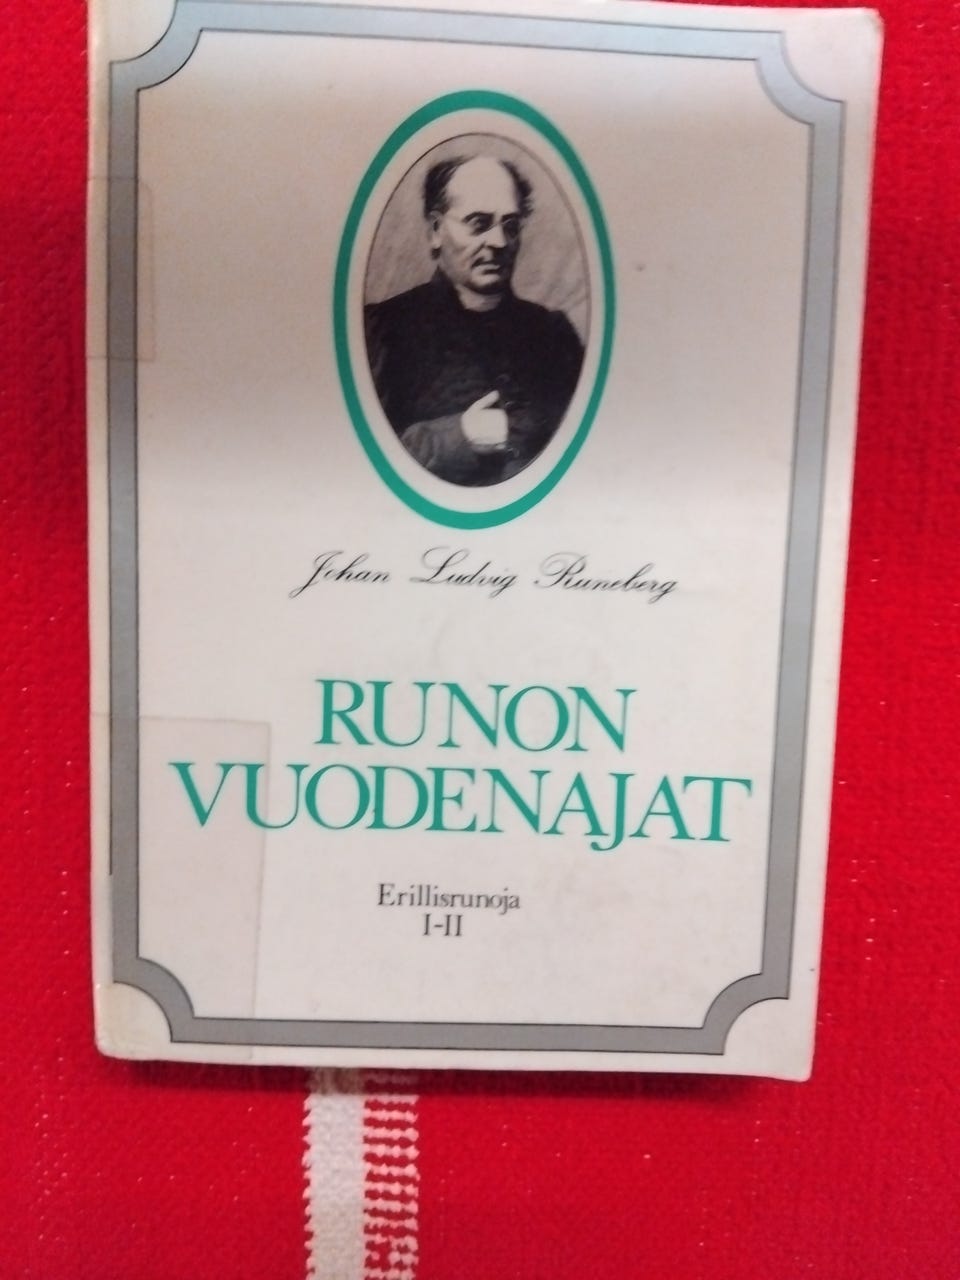 Johan Ludvig Runeberg
RUNON
VUODENAJAT
Erillisrunoja
I-II